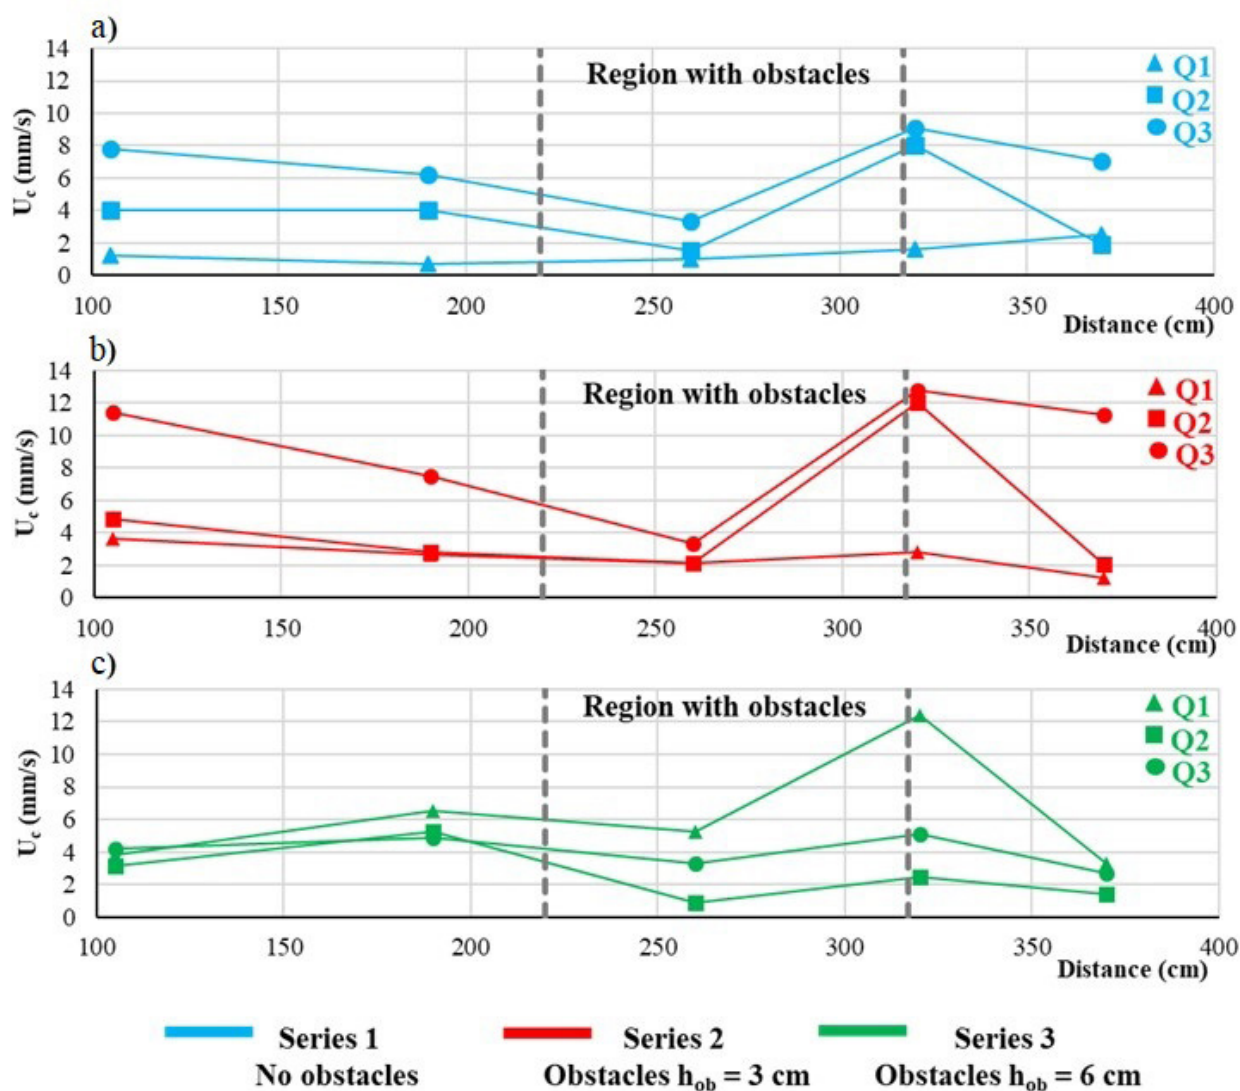 a)
U_c (mm/s)
14
12
10
8
6
4
2
0
Region with obstacles
Q1
Q2
Q3
100 150 200 250 300 350 400
Distance (cm)
b)
U_c (mm/s)
14
12
10
8
6
4
2
0
Region with obstacles
Q1
Q2
Q3
100 150 200 250 300 350 400
Distance (cm)
c)
U_c (mm/s)
14
12
10
8
6
4
2
0
Region with obstacles
Q1
Q2
Q3
100 150 200 250 300 350 400
Distance (cm)
Series 1 Series 2 Series 3
No obstacles Obstacles h_ob = 3 cm Obstacles h_ob = 6 cm